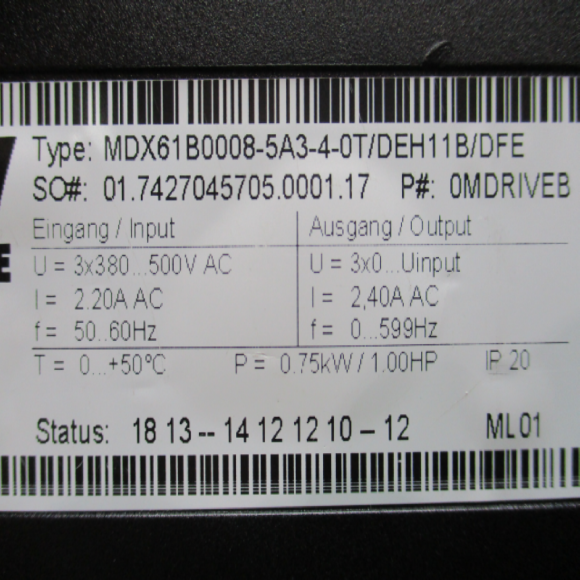 Type: MDX61B0008-5A3-4-0T/DEH11B/DFE
SO#: 01.7427045705.0001.17 P#: 0MDRIVEB
Eingang / Input Ausgang / Output
U = 3x380...500V AC U = 3x0...Uinput
I = 2.20A AC I = 2,40A AC
f = 50..60Hz f = 0...599Hz
T = 0...+50°C P = 0.75kW / 1.00HP IP 20
Status: 18 13 -- 14 12 12 10 – 12 ML 01